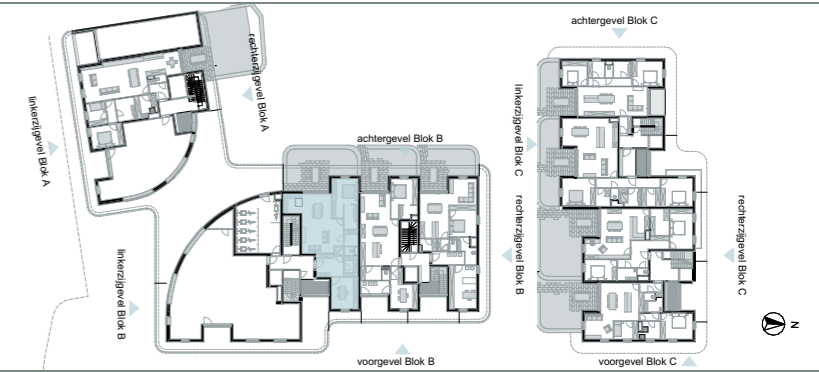 achtergevel Blok C
rechterzijgevel Blok A
linkerzijgevel Blok A
achtergevel Blok B
linkerzijgevel Blok C
rechterzijgevel Blok B
rechterzijgevel Blok C
linkerzijgevel Blok B
N
voorgevel Blok B
voorgevel Blok C